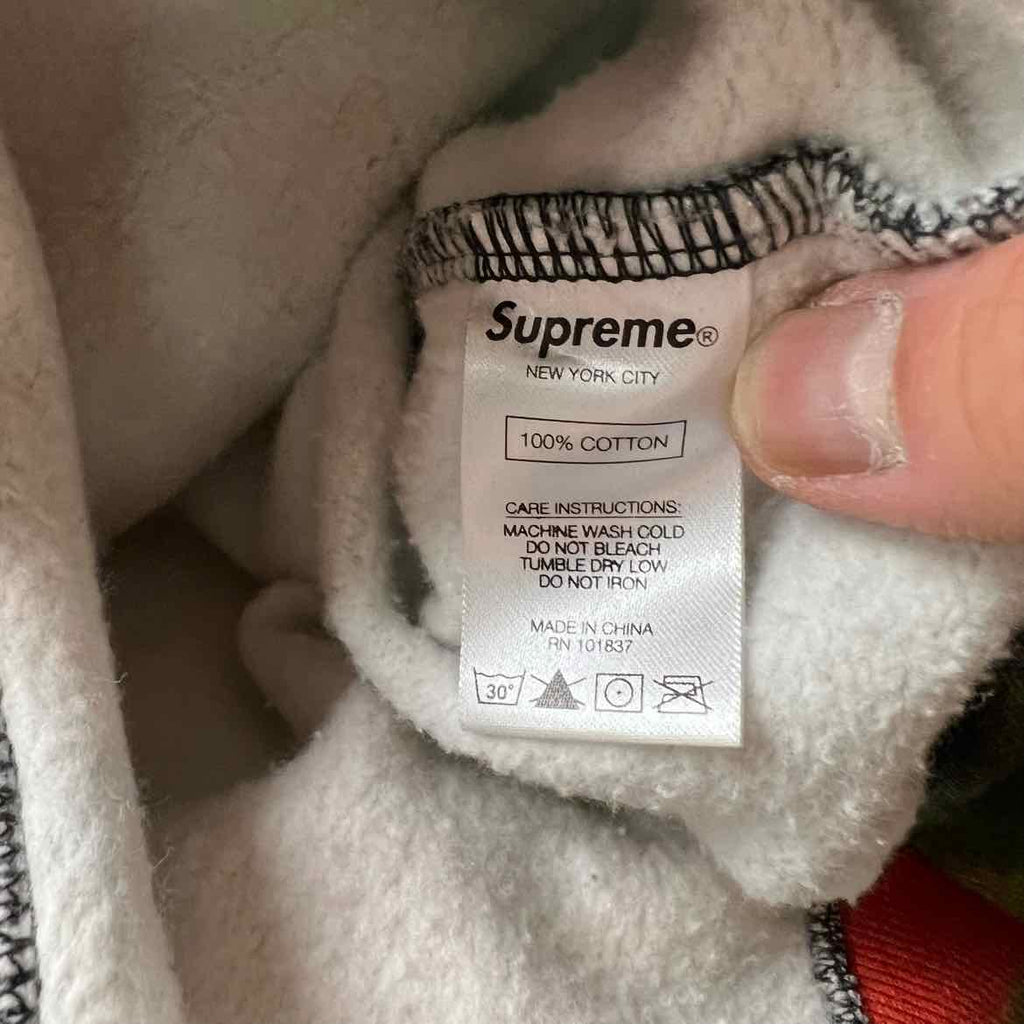 Supreme®
NEW YORK CITY
100% COTTON
CARE INSTRUCTIONS:
MACHINE WASH COLD
DO NOT BLEACH
TUMBLE DRY LOW
DO NOT IRON
MADE IN CHINA
RN 101837
30°